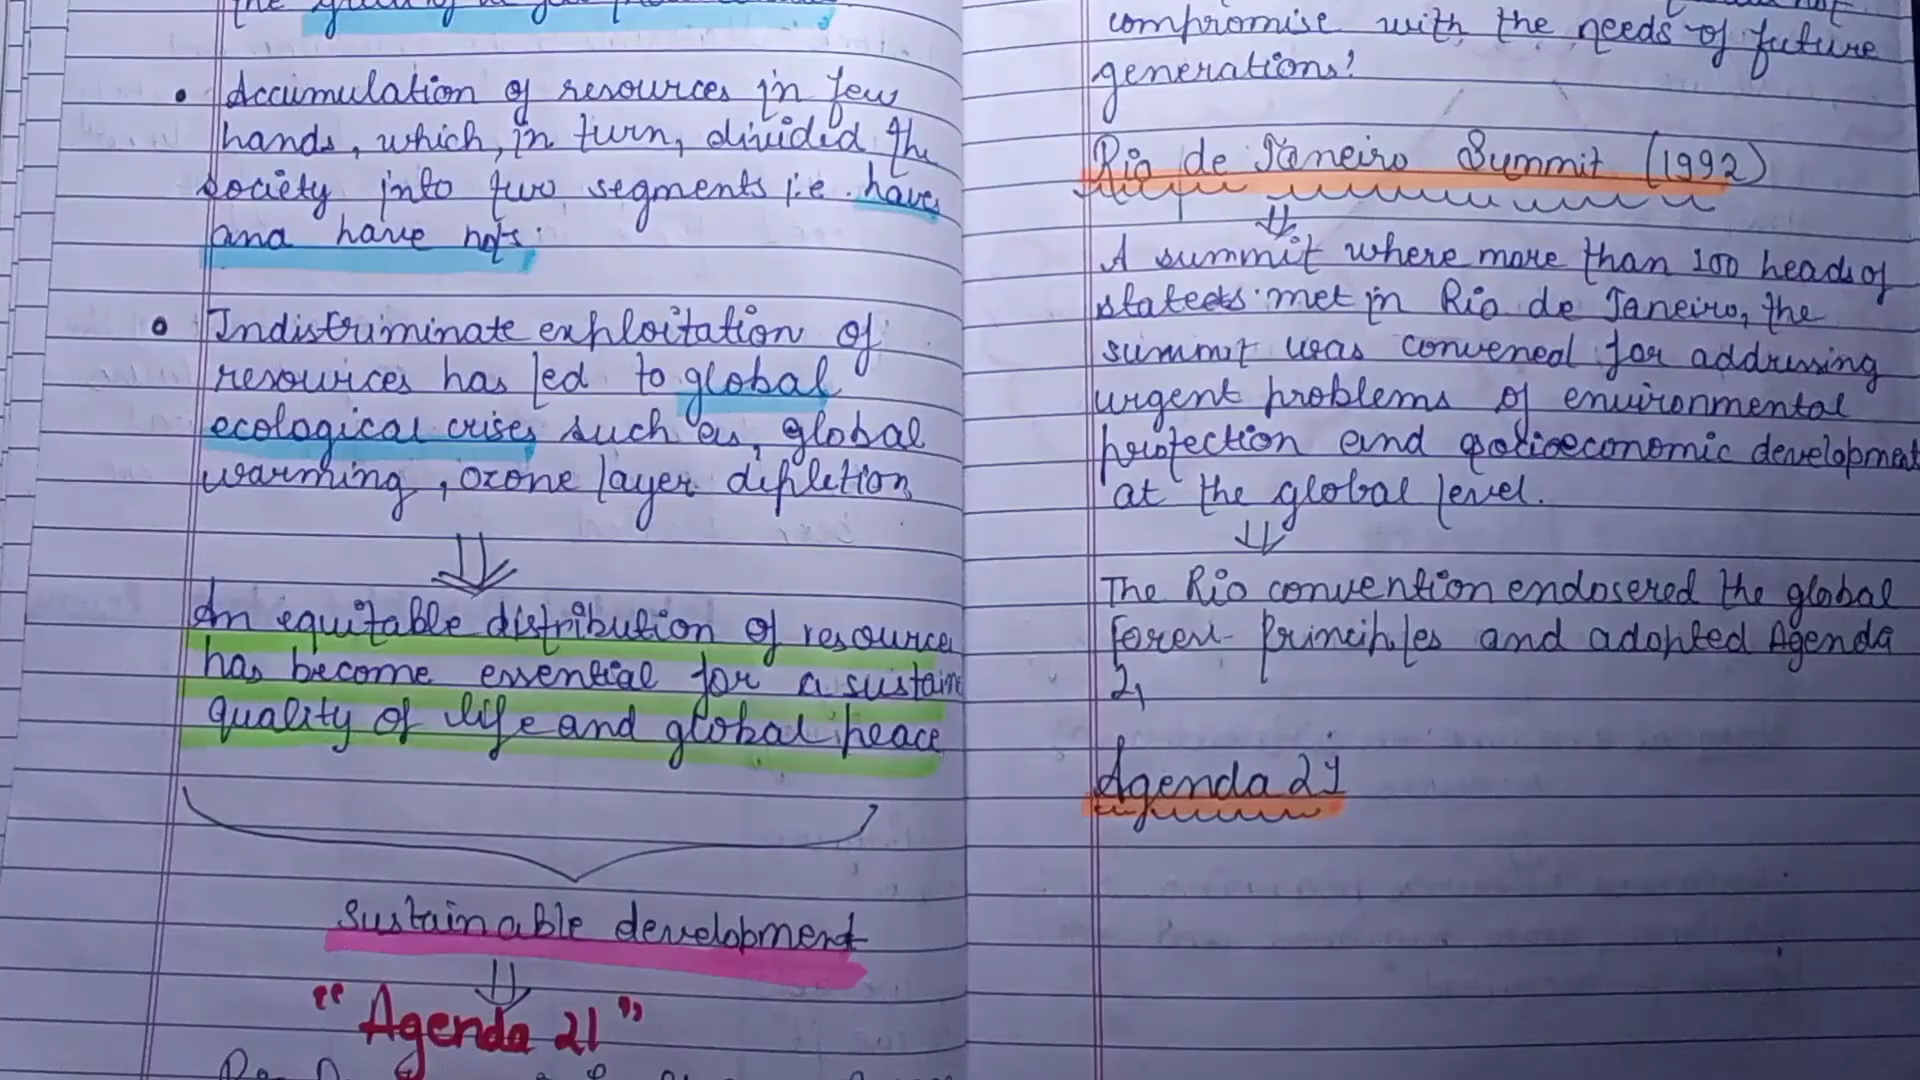 the
Accumulation of resources in few
hands, which, in turn, divided the
society into two segments i.e. haves
and have nots.
Indistriminate exploitation of
resources has led to global
ecological crises such as, global
warming, ozone layer depletion
An equitable distribution of resources
has become essential for a sustain
quality of life and global peace
sustainable development
"Agenda 21"
compromise with the needs of future
generations.'
Rio de Janeiro Summit (1992)
A summit where more than 100 heads of
states met in Rio de Janeiro, the
summit was convened for addressing
urgent problems of environmental
protection and socioeconomic development
at the global level.
The Rio convention endosered the global
Forest Principles and adopted Agenda
21
Agenda 21